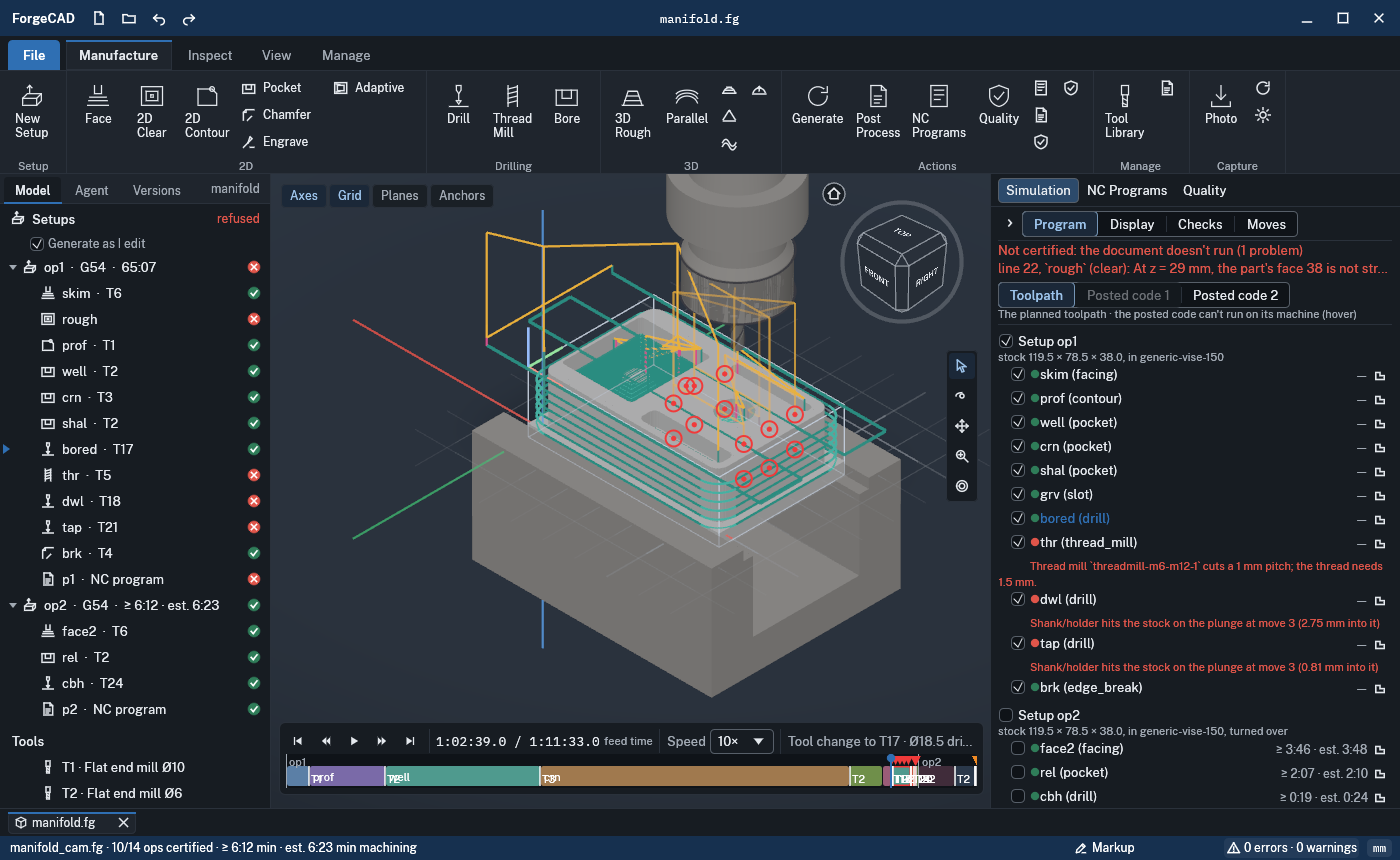 ForgeCAD
manifold.fg
File
Manufacture
Inspect
View
Manage
New Setup
Setup
Face
2D Clear
2D Contour
Pocket
Chamfer
Engrave
Adaptive
2D
Drill
Thread Mill
Bore
Drilling
3D Rough
Parallel
3D
Generate
Post Process
NC Programs
Quality
Actions
Tool Library
Manage
Photo
Capture
Model
Agent
Versions
manifold
Setups
refused
Generate as I edit
op1 · G54 · 65:07
skim · T6
rough
prof · T1
well · T2
crn · T3
shal · T2
bored · T17
thr · T5
dwl · T18
tap · T21
brk · T4
p1 · NC program
op2 · G54 · ≥ 6:12 · est. 6:23
face2 · T6
rel · T2
cbh · T24
p2 · NC program
Tools
T1 · Flat end mill Ø10
T2 · Flat end mill Ø6
Axes
Grid
Planes
Anchors
TOP
FRONT
RIGHT
1:02:39.0 / 1:11:33.0 feed time
Speed
10×
Tool change to T17 · Ø18.5 dri...
op1
op2
prof
well
T2
T2
Simulation
NC Programs
Quality
Program
Display
Checks
Moves
Not certified: the document doesn't run (1 problem)
line 22, `rough` (clear): At z = 29 mm, the part's face 38 is not str...
Toolpath
Posted code 1
Posted code 2
The planned toolpath · the posted code can't run on its machine (hover)
Setup op1
stock 119.5 × 78.5 × 38.0, in generic-vise-150
skim (facing) –
prof (contour) –
well (pocket) –
crn (pocket) –
shal (pocket) –
grv (slot) –
bored (drill) –
thr (thread_mill) –
Thread mill `threadmill-m6-m12-1` cuts a 1 mm pitch; the thread needs
1.5 mm.
dwl (drill) –
Shank/holder hits the stock on the plunge at move 3 (2.75 mm into it)
tap (drill) –
Shank/holder hits the stock on the plunge at move 3 (0.81 mm into it)
brk (edge_break) –
Setup op2
stock 119.5 × 78.5 × 38.0, in generic-vise-150, turned over
face2 (facing) ≥ 3:46 · est. 3:48
rel (pocket) ≥ 2:07 · est. 2:10
cbh (drill) ≥ 0:19 · est. 0:24
manifold.fg
manifold_cam.fg · 10/14 ops certified · ≥ 6:12 min · est. 6:23 min machining
Markup
0 errors · 0 warnings
mm